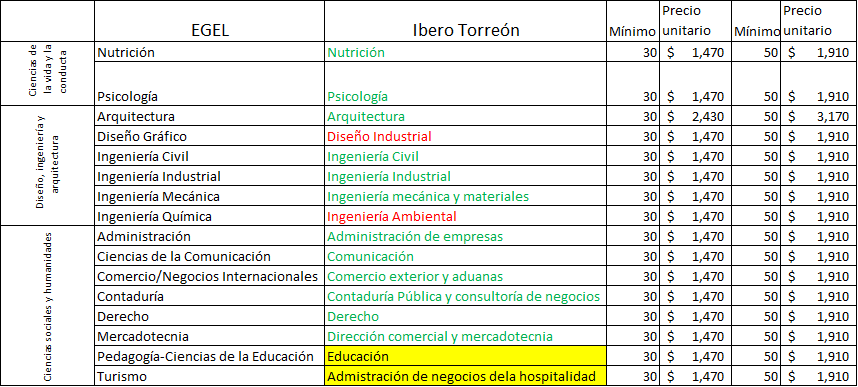 EGEL Ibero Torreón Mínimo Precio unitario Mínimo Precio unitario
Ciencias de la vida y la conducta
Nutrición Nutrición 30 $ 1,470 50 $ 1,910
Psicología Psicología 30 $ 1,470 50 $ 1,910
Diseño, ingeniería y arquitectura
Arquitectura Arquitectura 30 $ 2,430 50 $ 3,170
Diseño Gráfico Diseño Industrial 30 $ 1,470 50 $ 1,910
Ingeniería Civil Ingeniería Civil 30 $ 1,470 50 $ 1,910
Ingeniería Industrial Ingeniería Industrial 30 $ 1,470 50 $ 1,910
Ingeniería Mecánica Ingeniería mecánica y materiales 30 $ 1,470 50 $ 1,910
Ingeniería Química Ingeniería Ambiental 30 $ 1,470 50 $ 1,910
Ciencias sociales y humanidades
Administración Administración de empresas 30 $ 1,470 50 $ 1,910
Ciencias de la Comunicación Comunicación 30 $ 1,470 50 $ 1,910
Comercio/Negocios Internacionales Comercio exterior y aduanas 30 $ 1,470 50 $ 1,910
Contaduría Contaduría Pública y consultoría de negocios 30 $ 1,470 50 $ 1,910
Derecho Derecho 30 $ 1,470 50 $ 1,910
Mercadotecnia Dirección comercial y mercadotecnia 30 $ 1,470 50 $ 1,910
Pedagogía-Ciencias de la Educación Educación 30 $ 1,470 50 $ 1,910
Turismo Admistración de negocios dela hospitalidad 30 $ 1,470 50 $ 1,910